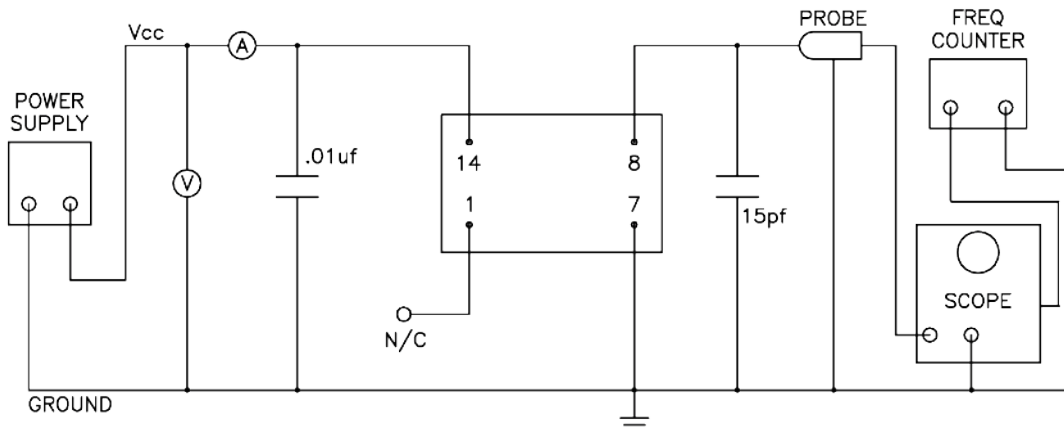 Vcc
A
PROBE
FREQ
COUNTER
POWER
SUPPLY
V
.01uf
14
8
1
7
15pf
N/C
SCOPE
GROUND